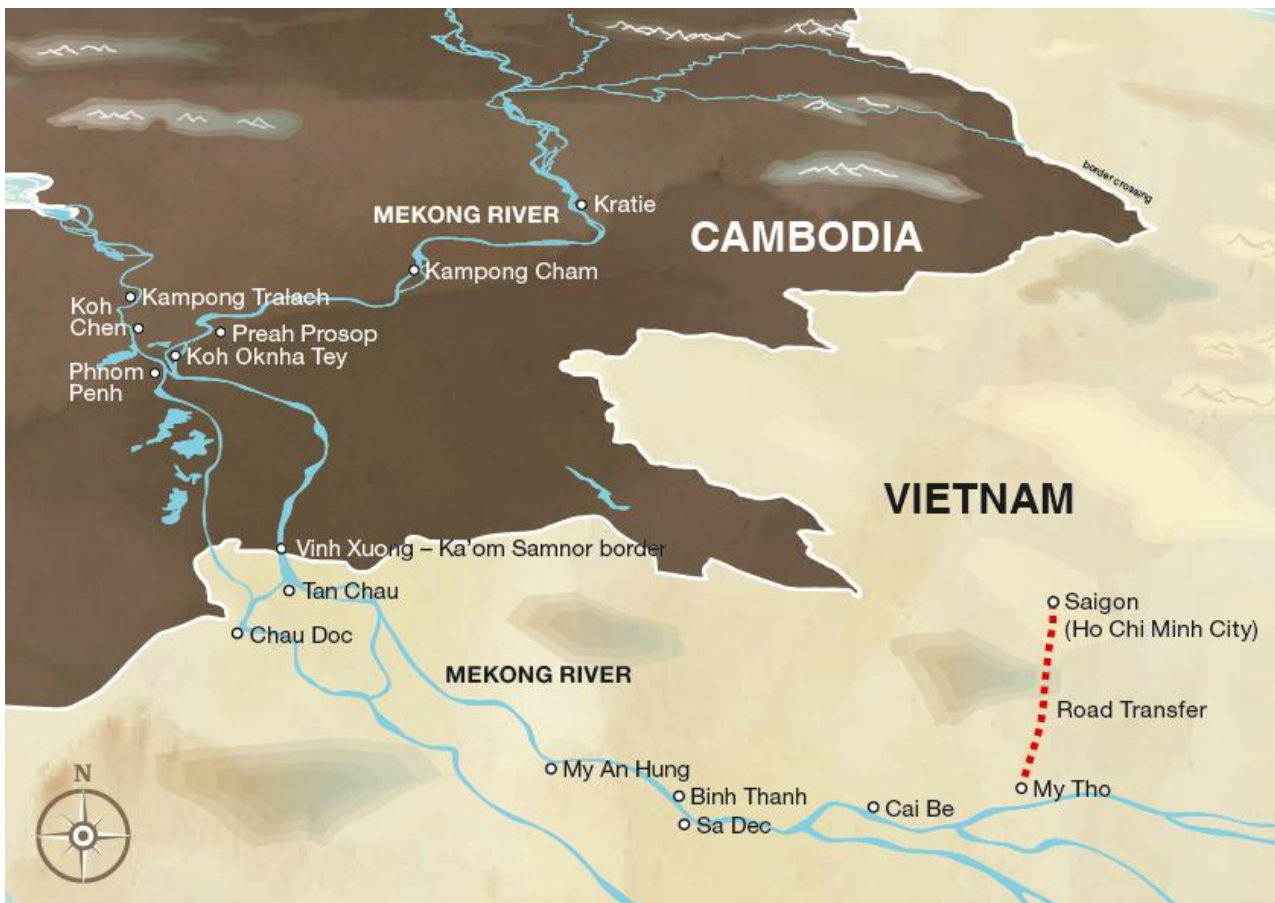 border crossing
Kratie
MEKONG RIVER
CAMBODIA
Kampong Cham
Kampong Tralach
Koh
Chen
Preah Prosop
Koh Oknha Tey
Phnom
Penh
VIETNAM
Vinh Xuong – Ka'om Samnor border
Tan Chau
Saigon
(Ho Chi Minh City)
Chau Doc
MEKONG RIVER
Road Transfer
My An Hung
N
My Tho
Binh Thanh
Cai Be
Sa Dec